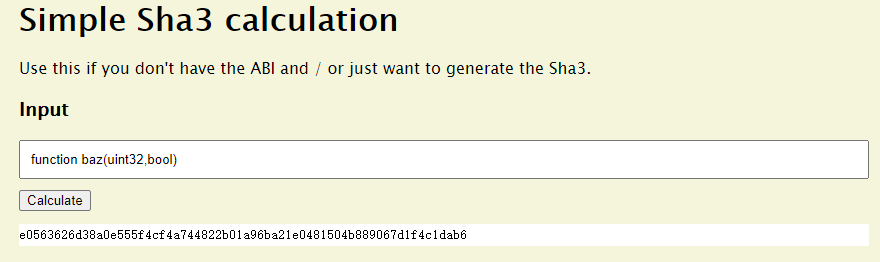 Simple Sha3 calculation
Use this if you don't have the ABI and / or just want to generate the Sha3.
Input
function baz(uint32,bool)
Calculate
e0563626d38a0e555f4cf4a744822b01a96ba21e0481504b889067d1f4c1dab6